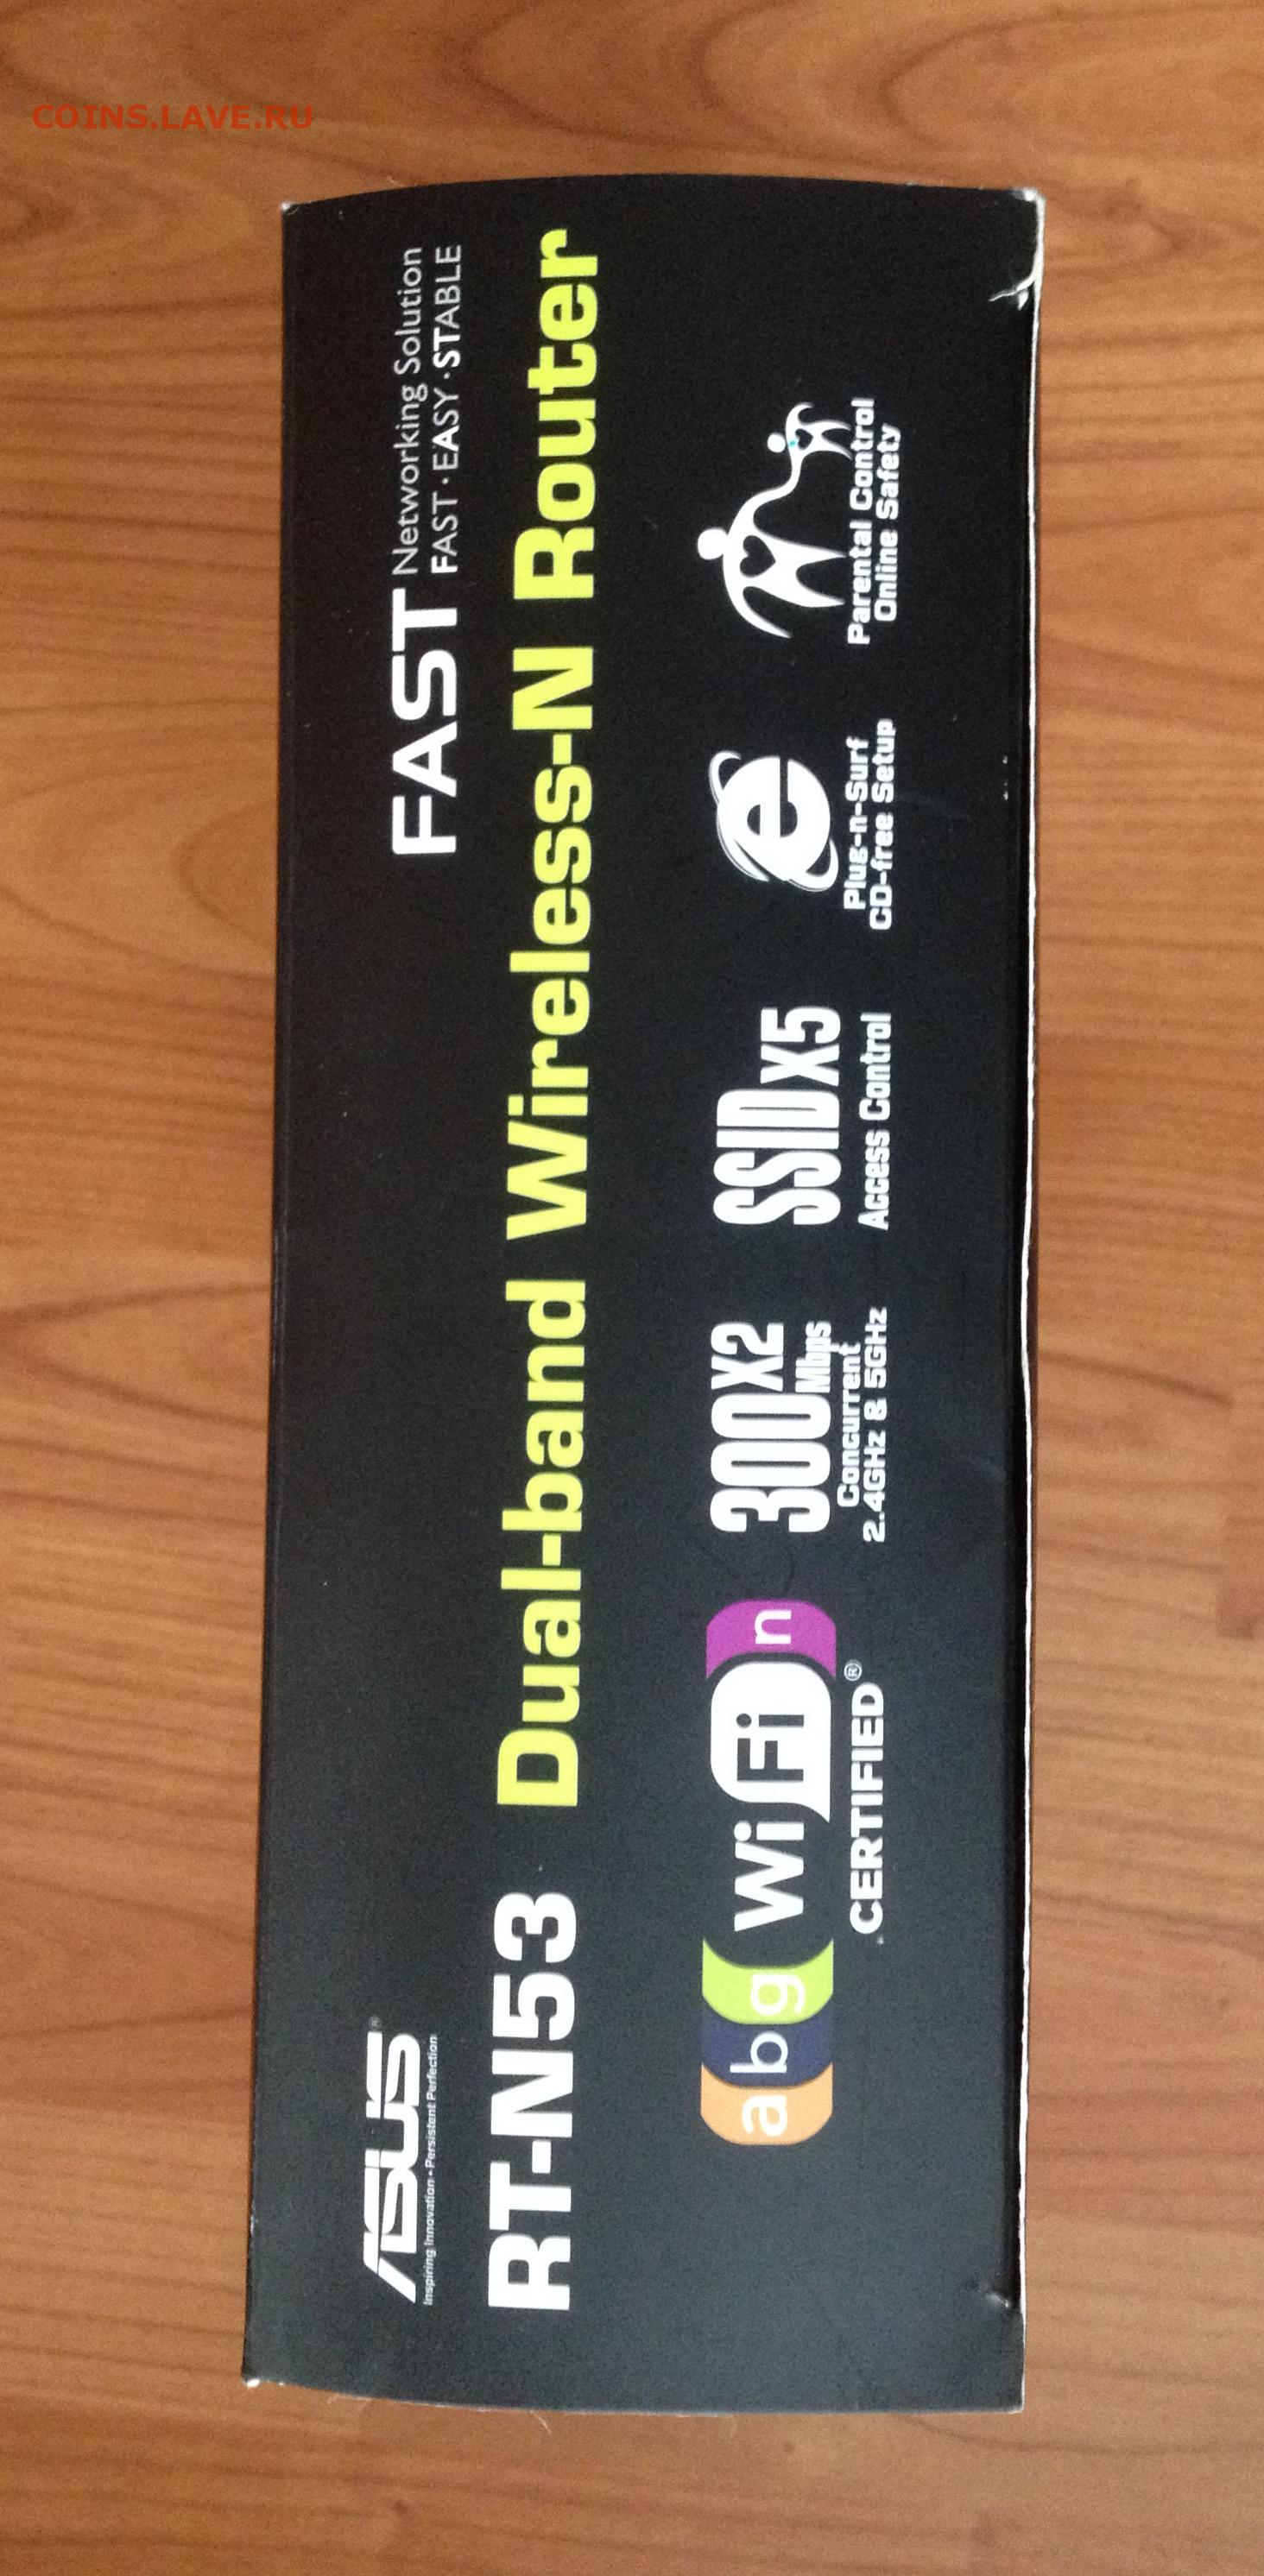 COINS.LAVE.RU
ASUS®
Inspiring Innovation • Persistent Perfection
FAST Networking Solution
FAST · EASY · STABLE
RT-N53 Dual-band Wireless-N Router
a b g Wi Fi n
CERTIFIED®
300X2
Mbps
Concurrent
2.4GHz & 5GHz
SSIDX5
Access Control
e
Plug-n-Surf
CD-free Setup
Parental Control
Online Safety